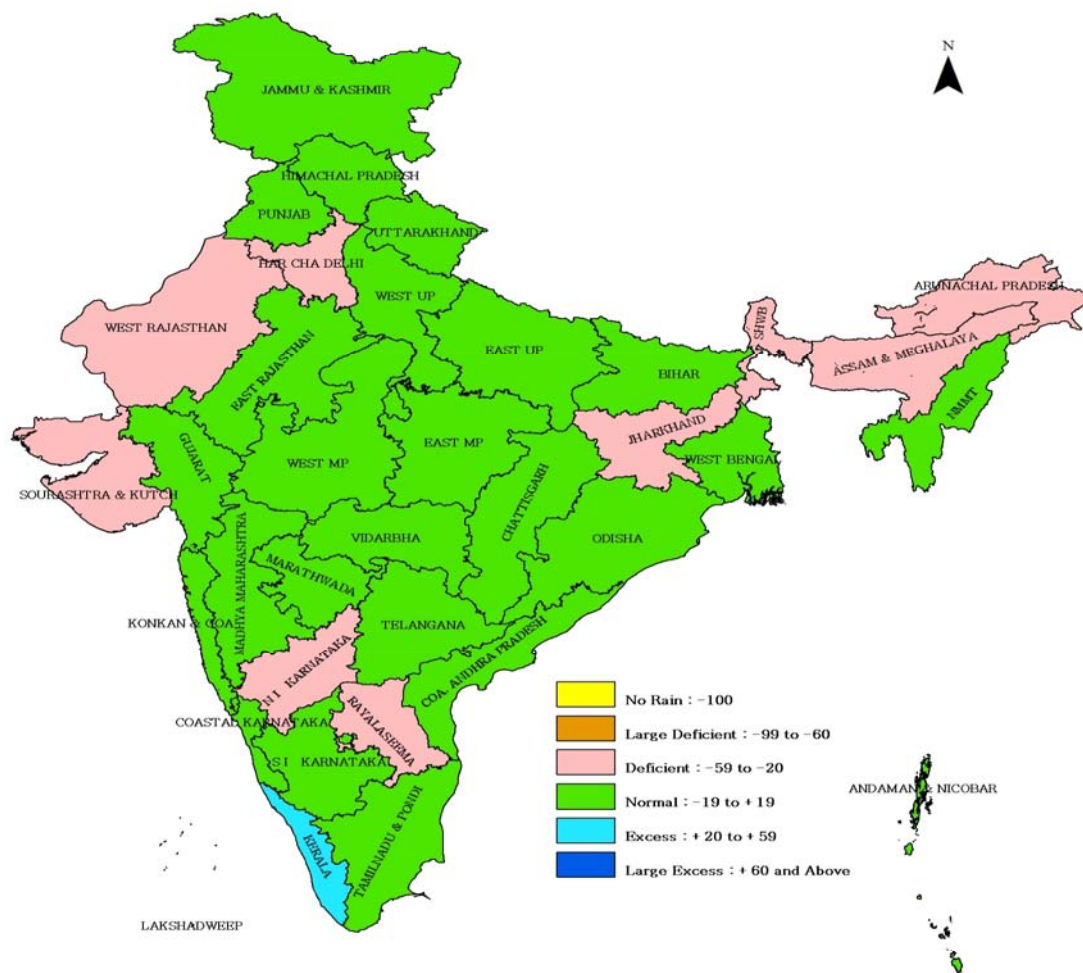 N
JAMMU & KASHMIR
HIMACHAL PRADESH
PUNJAB
UTTARAKHAND
HAR CHA DELHI
ARUNACHAL PRADESH
WEST UP
WEST RAJASTHAN
SHWB
EAST UP
ASSAM & MEGHALAYA
EAST RAJASTHAN
BIHAR
NMMT
JHARKHAND
EAST MP
GUJARAT
WEST MP
WEST BENGAL
SOURASHTRA & KUTCH
CHATTISGARH
VIDARBHA
ODISHA
MADHYA MAHARASHTRA
MARATHWADA
KONKAN & GOA
TELANGANA
COA. ANDHRA PRADESH
N I KARNATAKA
RAYALASEEMA
COASTAL KARNATAKA
S I KARNATAKA
No Rain : -100
Large Deficient : -99 to -60
Deficient : -59 to -20
Normal : -19 to +19
Excess : +20 to +59
Large Excess : +60 and Above
ANDAMAN & NICOBAR
KERALA
TAMILNADU & PONDI
LAKSHADWEEP